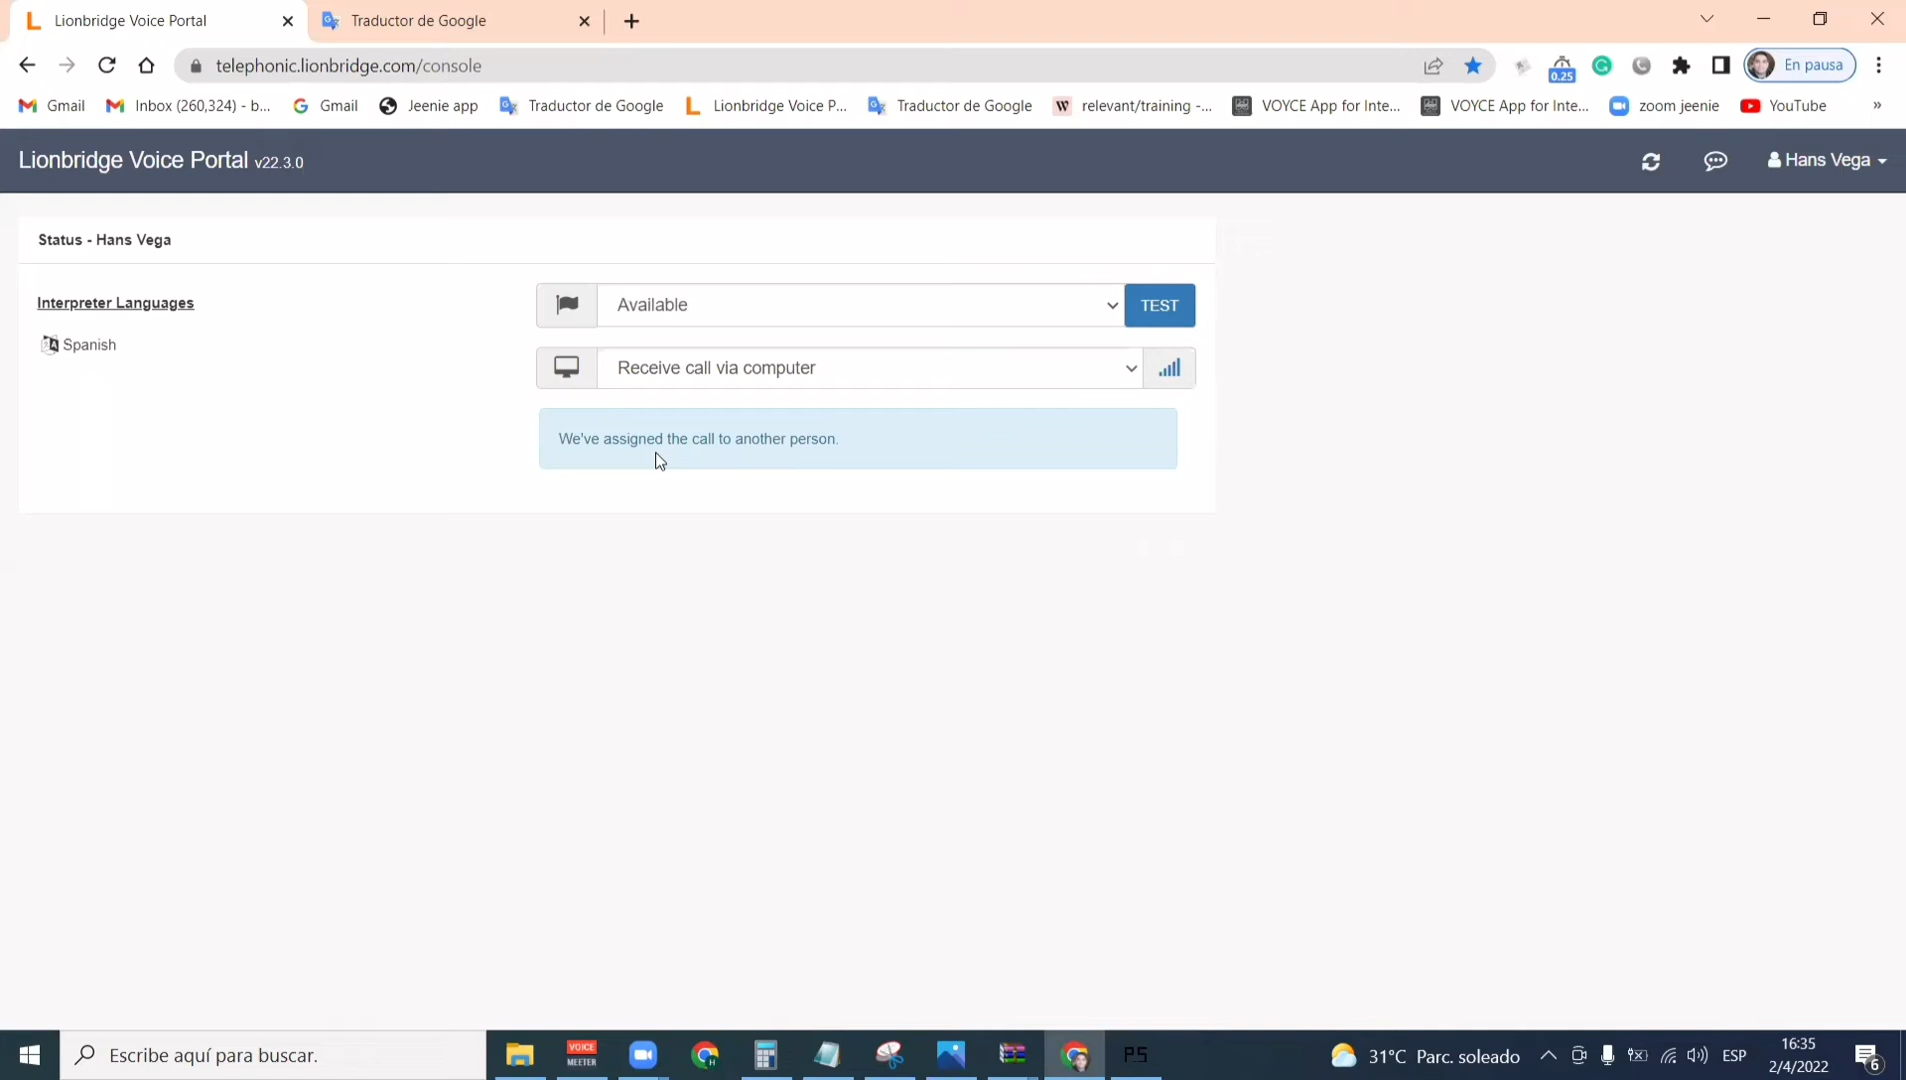 Lionbridge Voice Portal
Traductor de Google
telephonic.lionbridge.com/console
0.25
En pausa
Gmail
Inbox (260,324) - b...
Gmail
Jeenie app
Traductor de Google
Lionbridge Voice P...
Traductor de Google
relevant/training -...
VOYCE App for Inte...
VOYCE App for Inte...
zoom jeenie
YouTube
»
Lionbridge Voice Portal v22.3.0
Hans Vega
Status - Hans Vega
Interpreter Languages
Spanish
Available
TEST
Receive call via computer
We've assigned the call to another person.
Escribe aquí para buscar.
VOICE
MEETER
PS
31°C Parc. soleado
ESP
16:35
2/4/2022
6